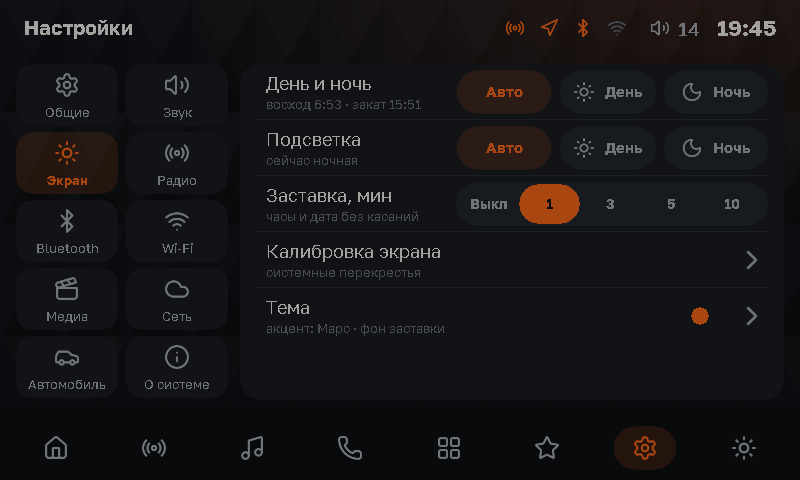 Настройки
14
19:45
Общие
Звук
Экран
Радио
Bluetooth
Wi-Fi
Медиа
Сеть
Автомобиль
О системе
День и ночь
восход 6:53 · закат 15:51
Авто
День
Ночь
Подсветка
сейчас ночная
Авто
День
Ночь
Заставка, мин
часы и дата без касаний
Выкл
1
3
5
10
Калибровка экрана
системные перекрестья
Тема
акцент: Марс · фон заставки